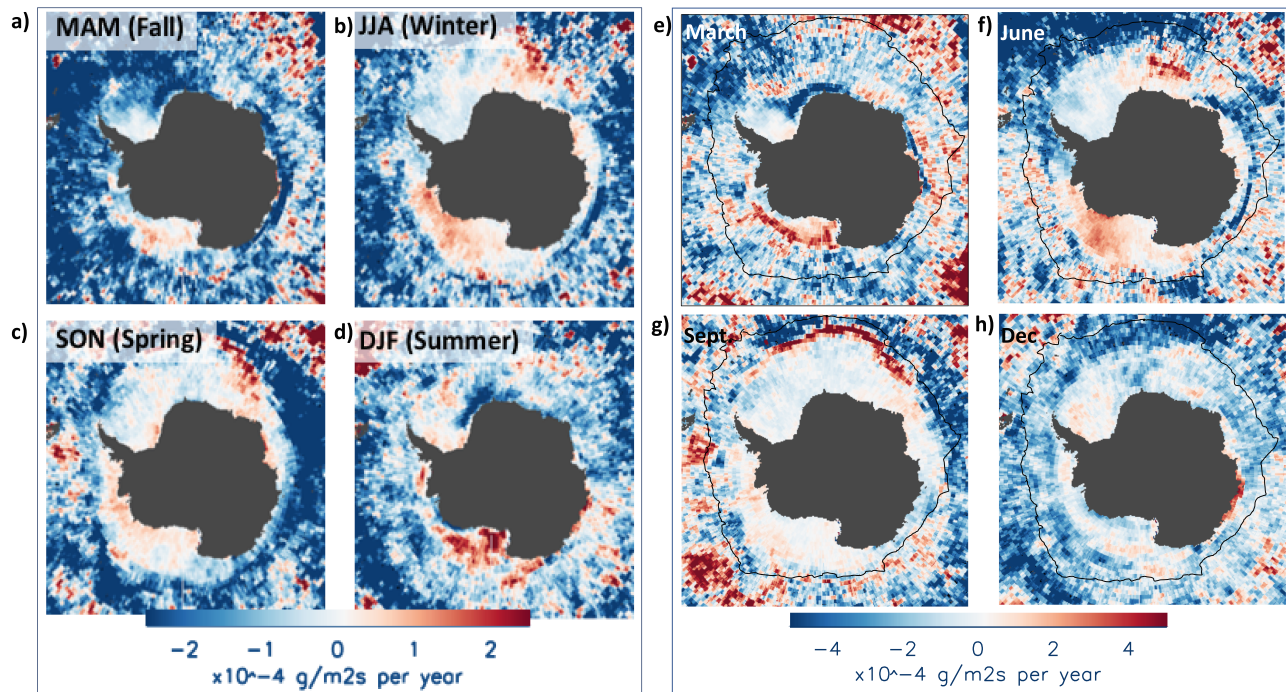 a) MAM (Fall) b) JJA (Winter) e) March f) June
c) SON (Spring) d) DJF (Summer) g) Sept. h) Dec
−2 −1 0 1 2
x10^−4 g/m2s per year
−4 −2 0 2 4
x10^−4 g/m2s per year